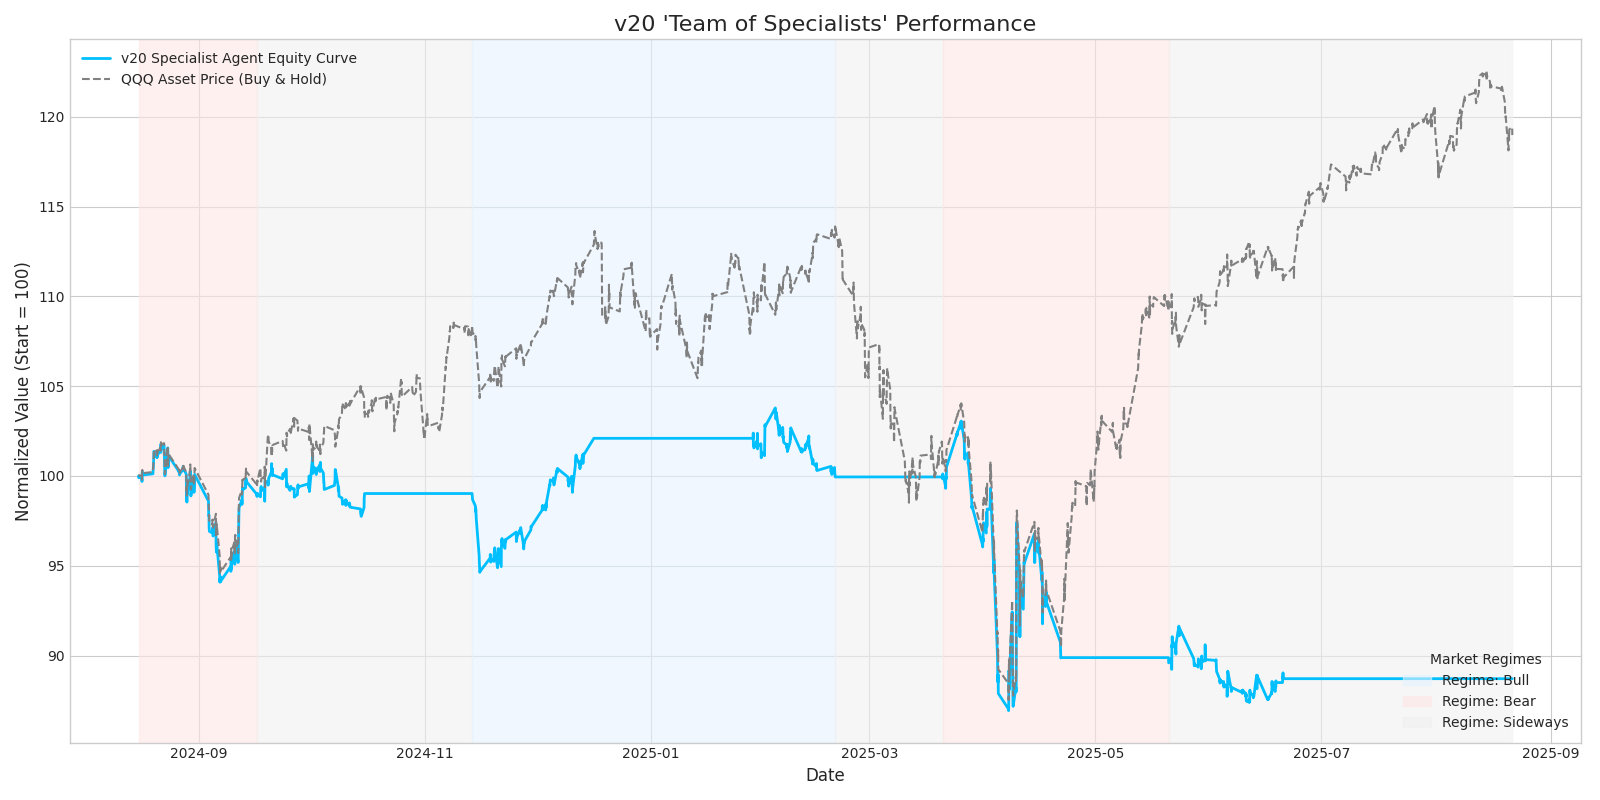 v20 'Team of Specialists' Performance
v20 Specialist Agent Equity Curve
QQQ Asset Price (Buy & Hold)
Normalized Value (Start = 100)
120
115
110
105
100
95
90
Market Regimes
Regime: Bull
Regime: Bear
Regime: Sideways
2024-09
2024-11
2025-01
2025-03
2025-05
2025-07
2025-09
Date